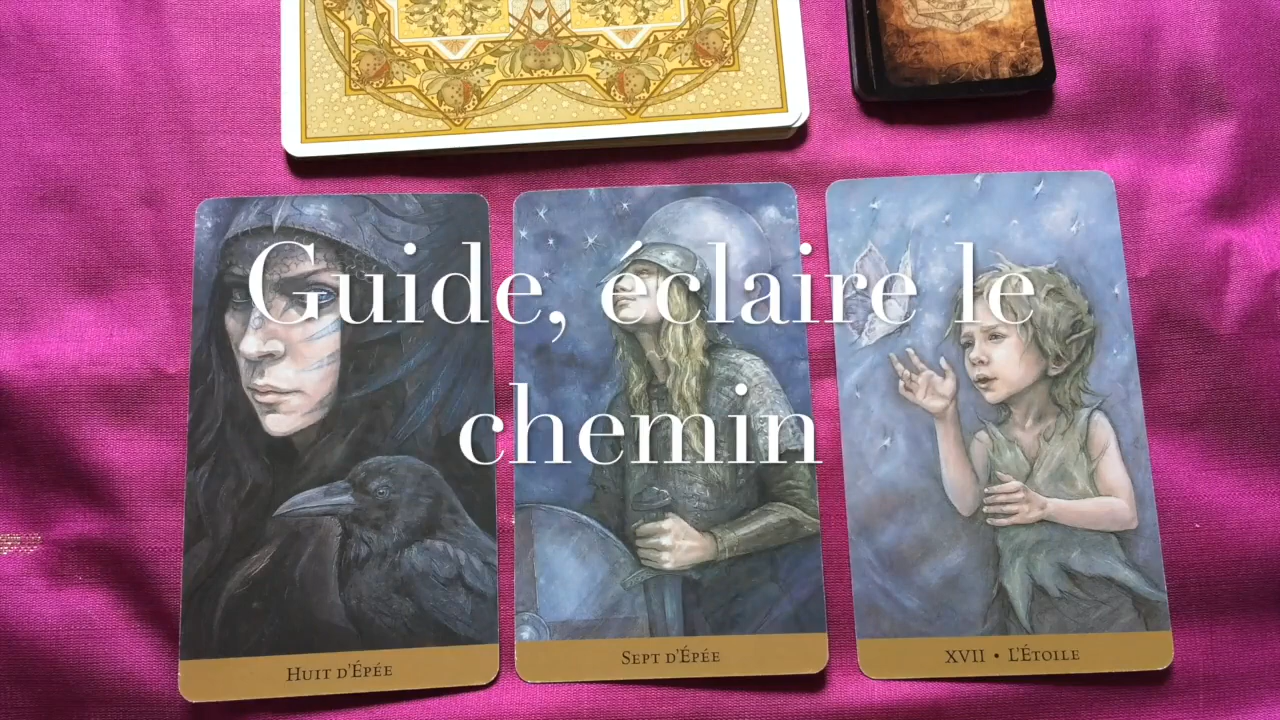 Guide, éclaire le
chemin
HUIT D'ÉPÉE
SEPT D'ÉPÉE
XVII • L'ÉTOILE